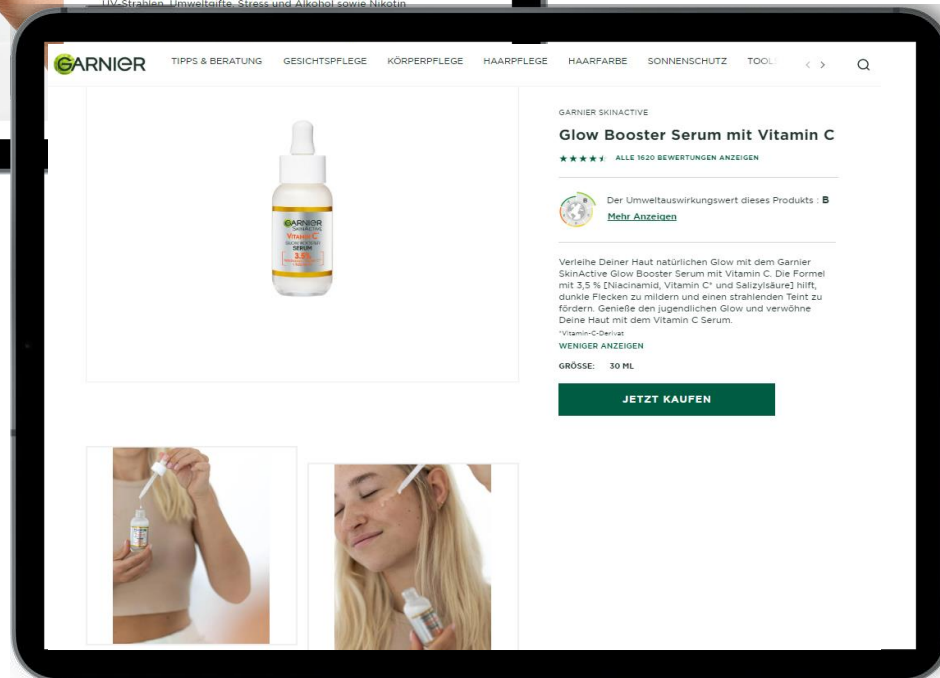 UV-Strahlen, Umweltgifte, Stress und Alkohol sowie Nikotin
GARNIER
TIPPS & BERATUNG
GESICHTSPFLEGE
KÖRPERPFLEGE
HAARPFLEGE
HAARFARBE
SONNENSCHUTZ
TOOL
GARNIER
SKINACTIVE
VITAMIN C*
GLOW BOOSTER
SERUM
3.5%
GARNIER SKINACTIVE
Glow Booster Serum mit Vitamin C
ALLE 1620 BEWERTUNGEN ANZEIGEN
Der Umweltauswirkungswert dieses Produkts : B
Mehr Anzeigen
Verleihe Deiner Haut natürlichen Glow mit dem Garnier
SkinActive Glow Booster Serum mit Vitamin C. Die Formel
mit 3,5 % [Niacinamid, Vitamin C* und Salizylsäure] hilft,
dunkle Flecken zu mildern und einen strahlenden Teint zu
fördern. Genieße den jugendlichen Glow und verwöhne
Deine Haut mit dem Vitamin C Serum.
*Vitamin-C-Derivat
WENIGER ANZEIGEN
GRÖSSE: 30 ML
JETZT KAUFEN